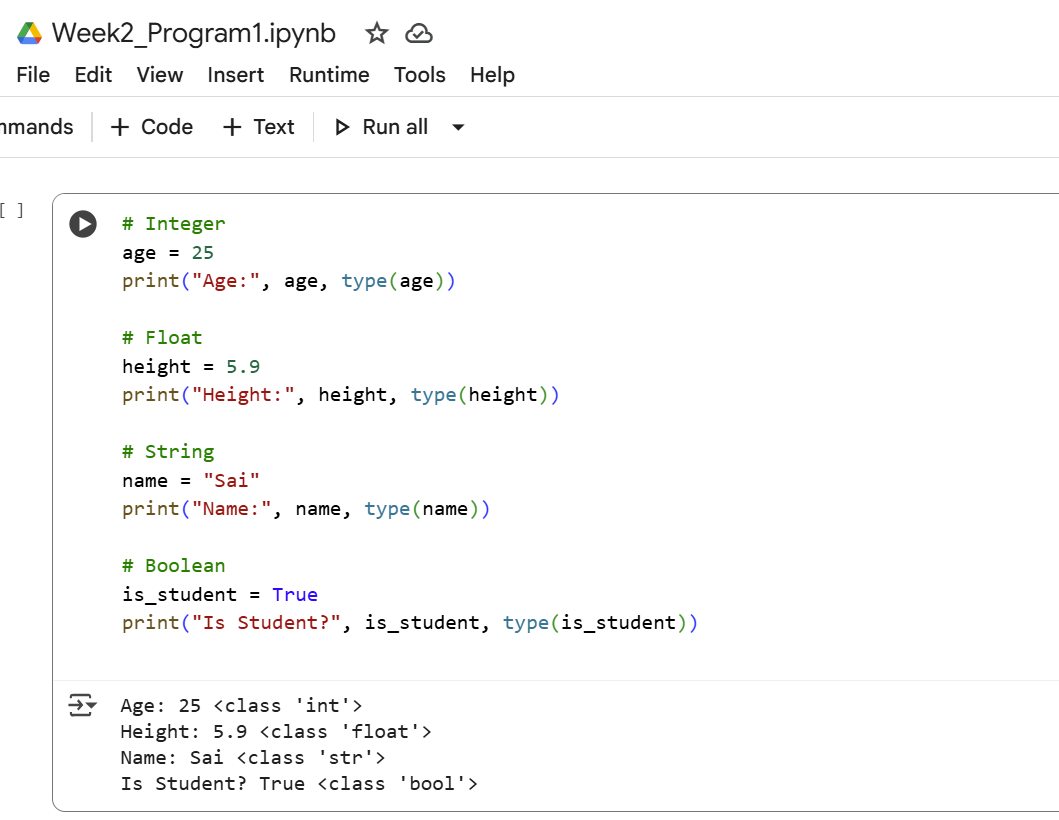 Week2_Program1.ipynb
File Edit View Insert Runtime Tools Help
+ Code + Text Run all
[ ]
# Integer
age = 25
print("Age:", age, type(age))
# Float
height = 5.9
print("Height:", height, type(height))
# String
name = "Sai"
print("Name:", name, type(name))
# Boolean
is_student = True
print("Is Student?", is_student, type(is_student))
Age: 25 <class 'int'>
Height: 5.9 <class 'float'>
Name: Sai <class 'str'>
Is Student? True <class 'bool'>